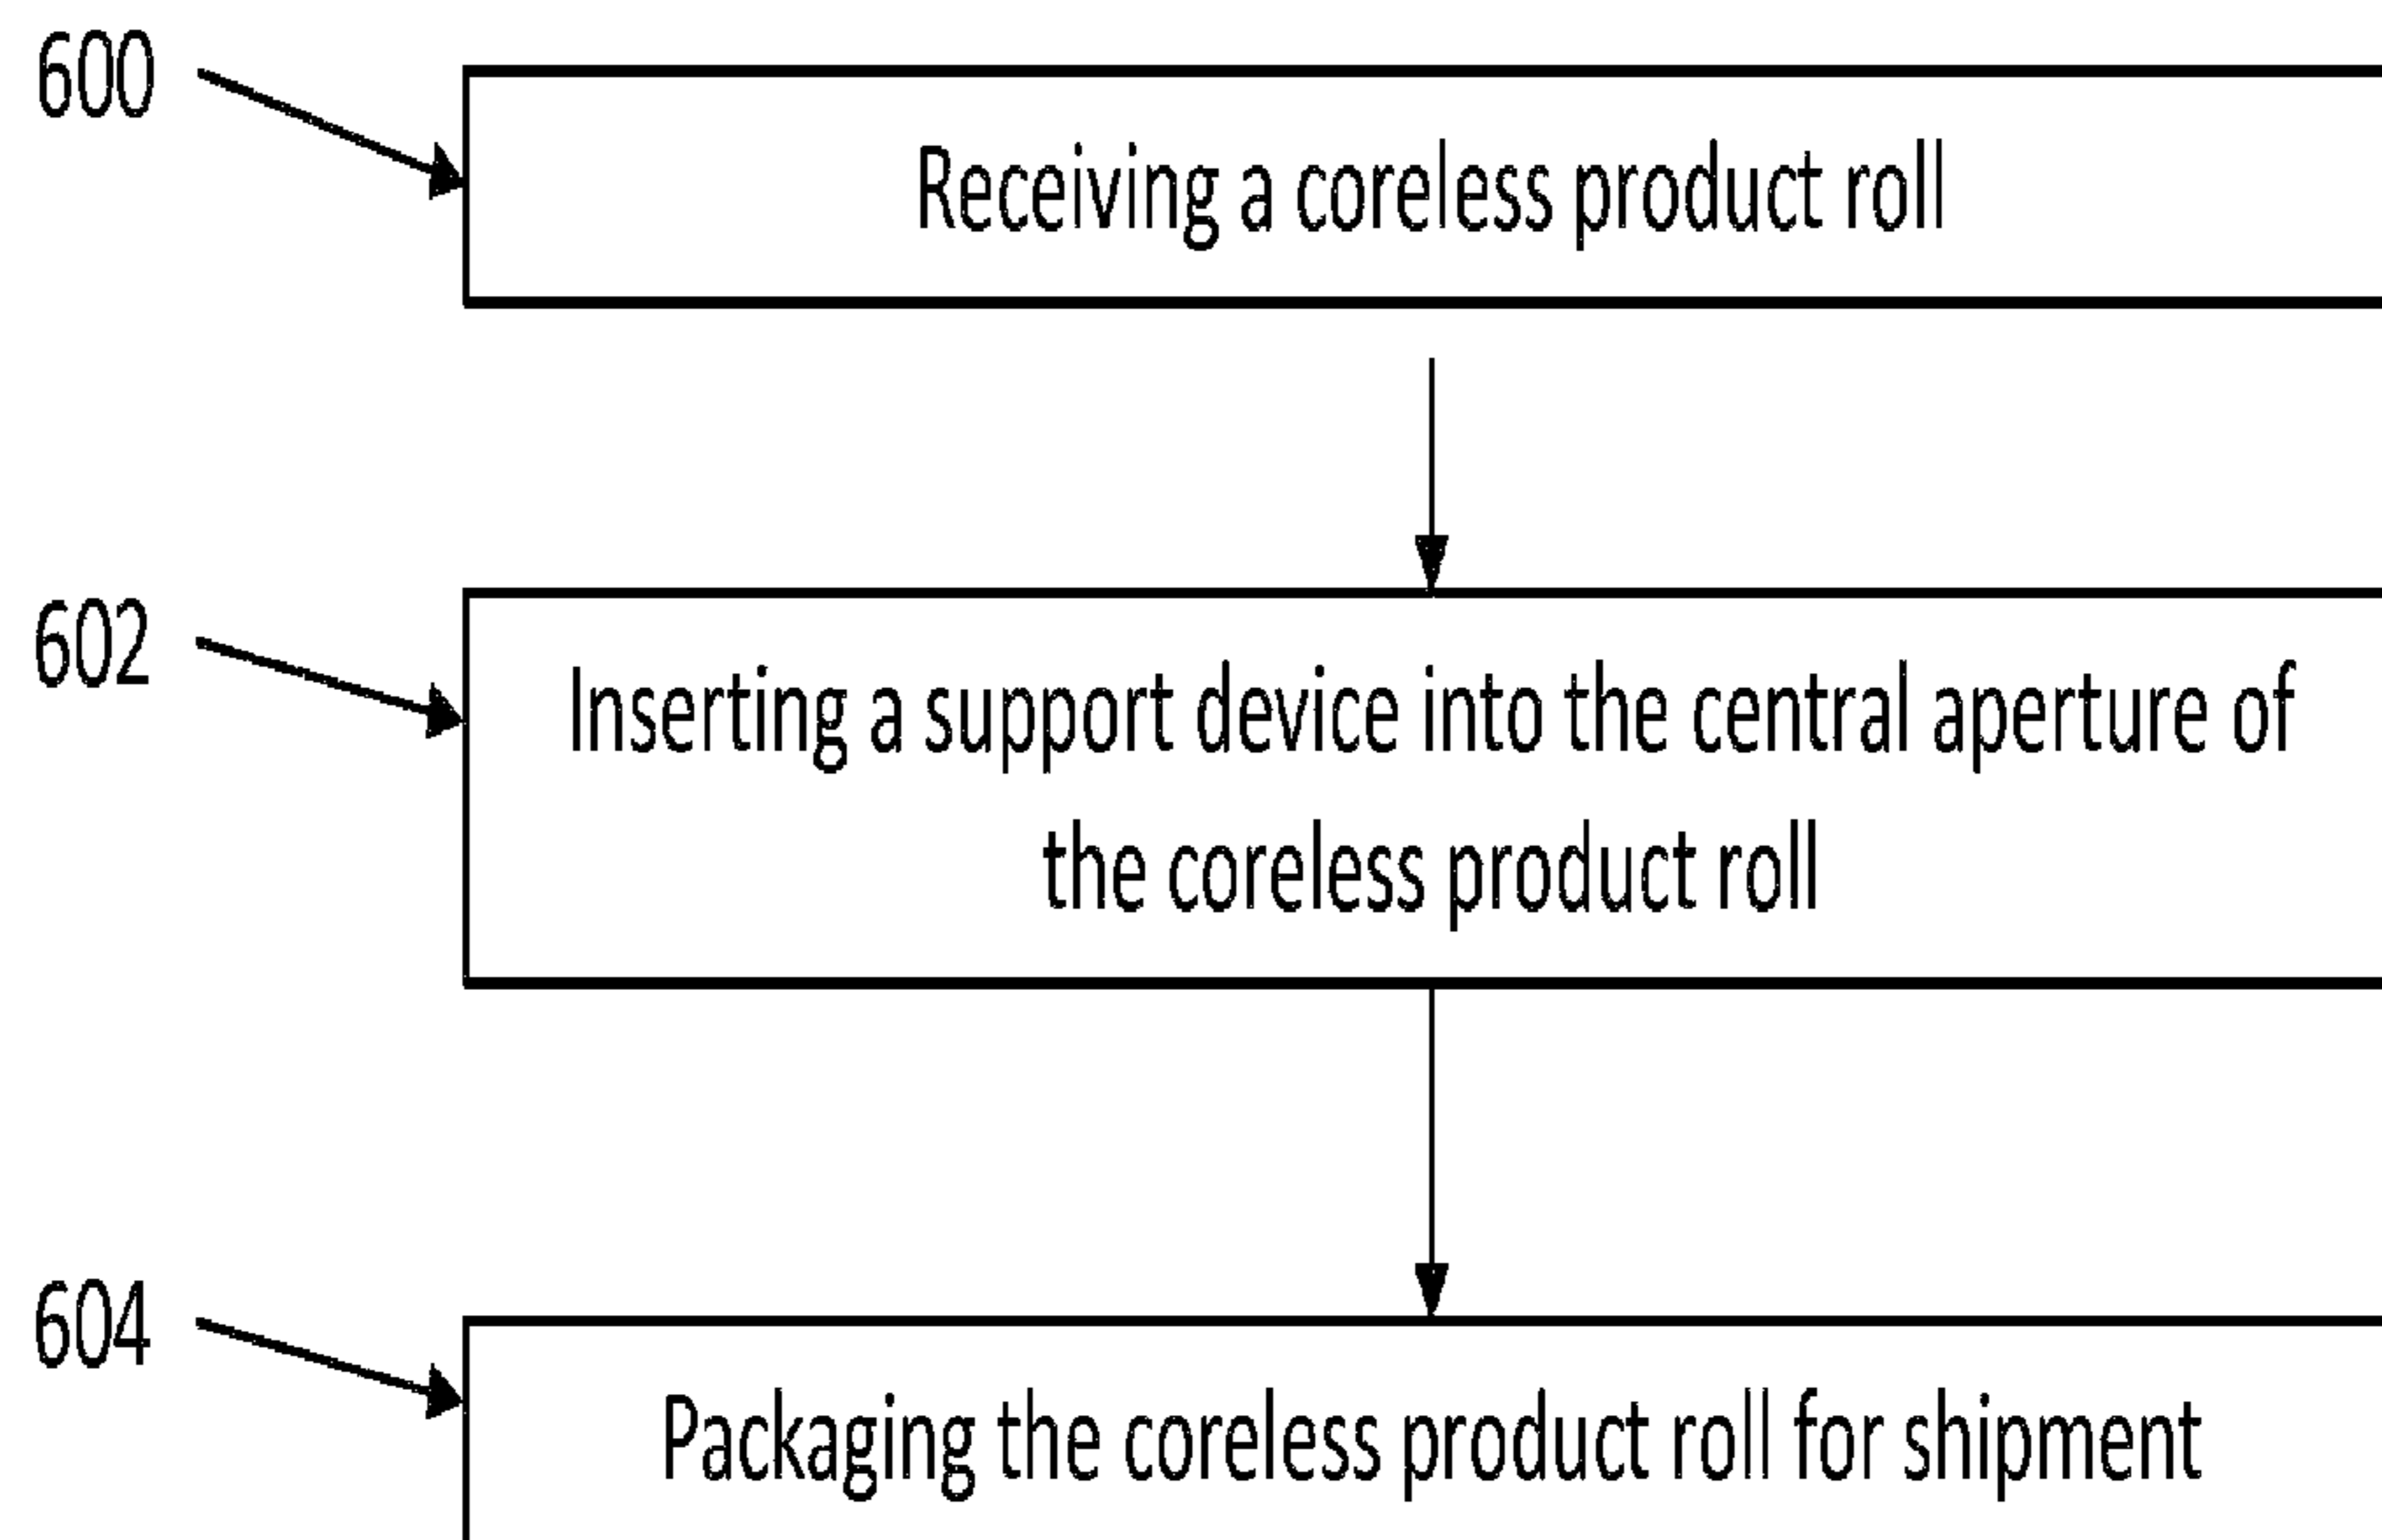 600
Receiving a coreless product roll
602
Inserting a support device into the central aperture of
the coreless product roll
604
Packaging the coreless product roll for shipment